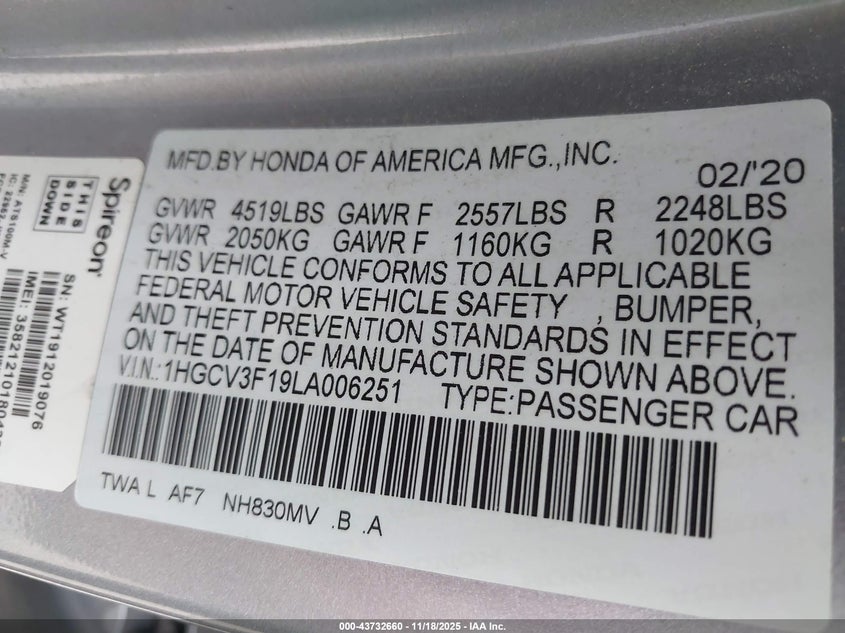 MFD.BY HONDA OF AMERICA MFG.,INC.
02/'20
GVWR 4519LBS GAWR F 2557LBS R 2248LBS
GVWR 2050KG GAWR F 1160KG R 1020KG
THIS VEHICLE CONFORMS TO ALL APPLICABLE
FEDERAL MOTOR VEHICLE SAFETY , BUMPER,
AND THEFT PREVENTION STANDARDS IN EFFECT
ON THE DATE OF MANUFACTURE SHOWN ABOVE.
V.I.N.:1HGCV3F19LA006251 TYPE:PASSENGER CAR
TWA L AF7 NH830MV .B .A
Spireon
THIS
SIDE
DOWN
SN: WT1912019076
000-43732660 - 11/18/2025 - IAA Inc.